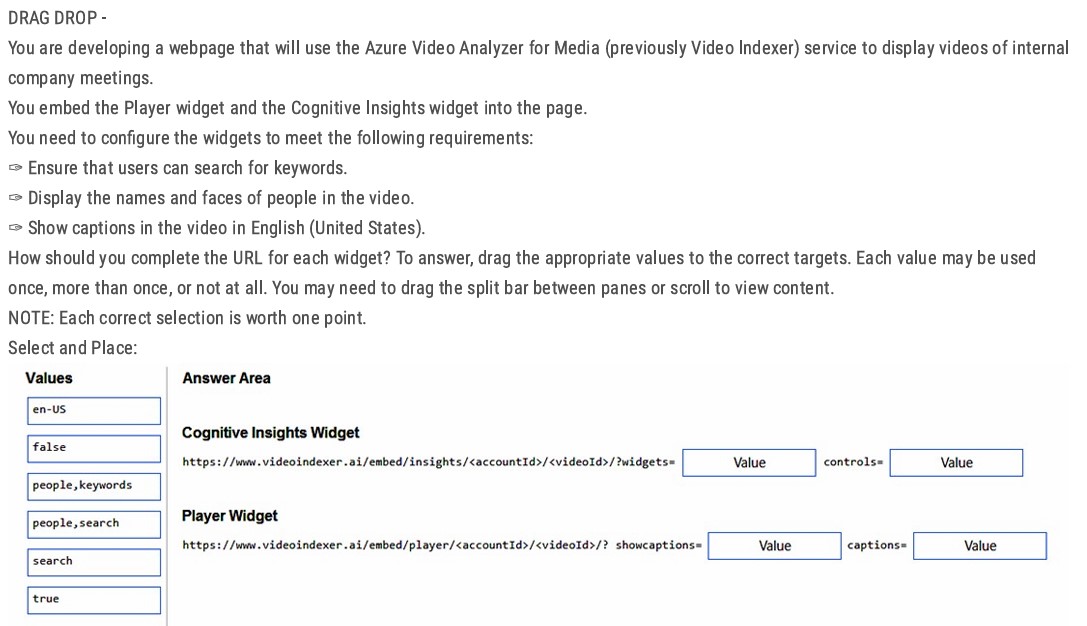 DRAG DROP -
You are developing a webpage that will use the Azure Video Analyzer for Media (previously Video Indexer) service to display videos of internal
company meetings.
You embed the Player widget and the Cognitive Insights widget into the page.
You need to configure the widgets to meet the following requirements:
✑ Ensure that users can search for keywords.
✑ Display the names and faces of people in the video.
✑ Show captions in the video in English (United States).
How should you complete the URL for each widget? To answer, drag the appropriate values to the correct targets. Each value may be used
once, more than once, or not at all. You may need to drag the split bar between panes or scroll to view content.
NOTE: Each correct selection is worth one point.
Select and Place:
Values
en-US
false
people,keywords
people,search
search
true
Answer Area
Cognitive Insights Widget
https://www.videoindexer.ai/embed/insights/<accountId>/<videoId>/?widgets= Value controls= Value
Player Widget
https://www.videoindexer.ai/embed/player/<accountId>/<videoId>/? showcaptions= Value captions= Value